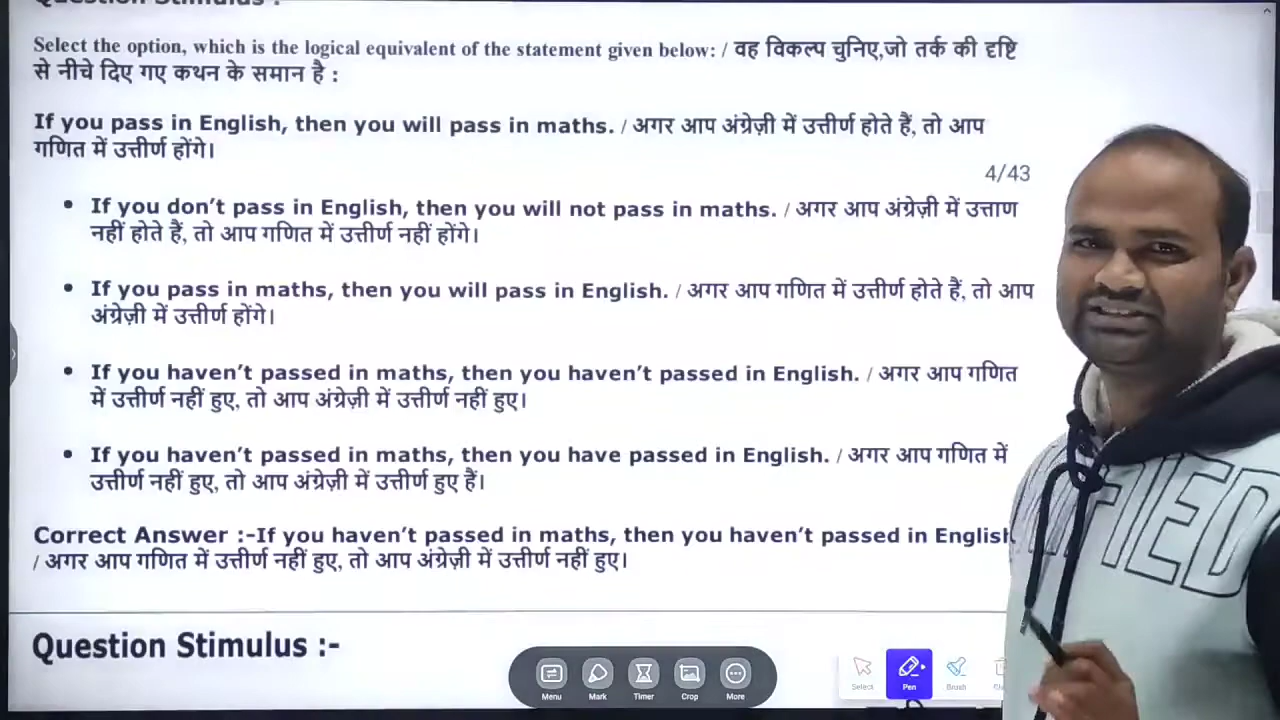 Question Stimulus :
Select the option, which is the logical equivalent of the statement given below: / वह विकल्प चुनिए,जो तर्क की दृष्टि
से नीचे दिए गए कथन के समान है :
If you pass in English, then you will pass in maths. / अगर आप अंग्रेज़ी में उत्तीर्ण होते हैं, तो आप
गणित में उत्तीर्ण होंगे।
4/43
• If you don't pass in English, then you will not pass in maths. / अगर आप अंग्रेज़ी में उत्ताण
नहीं होते हैं, तो आप गणित में उत्तीर्ण नहीं होंगे।
• If you pass in maths, then you will pass in English. / अगर आप गणित में उत्तीर्ण होते हैं, तो आप
अंग्रेज़ी में उत्तीर्ण होंगे।
• If you haven't passed in maths, then you haven't passed in English. / अगर आप गणित
में उत्तीर्ण नहीं हुए, तो आप अंग्रेज़ी में उत्तीर्ण नहीं हुए।
• If you haven't passed in maths, then you have passed in English. / अगर आप गणित में
उत्तीर्ण नहीं हुए, तो आप अंग्रेज़ी में उत्तीर्ण हुए हैं।
Correct Answer :-If you haven't passed in maths, then you haven't passed in English
/ अगर आप गणित में उत्तीर्ण नहीं हुए, तो आप अंग्रेज़ी में उत्तीर्ण नहीं हुए।
Question Stimulus :-
Menu Mark Timer Crop More
Select Pen Brush